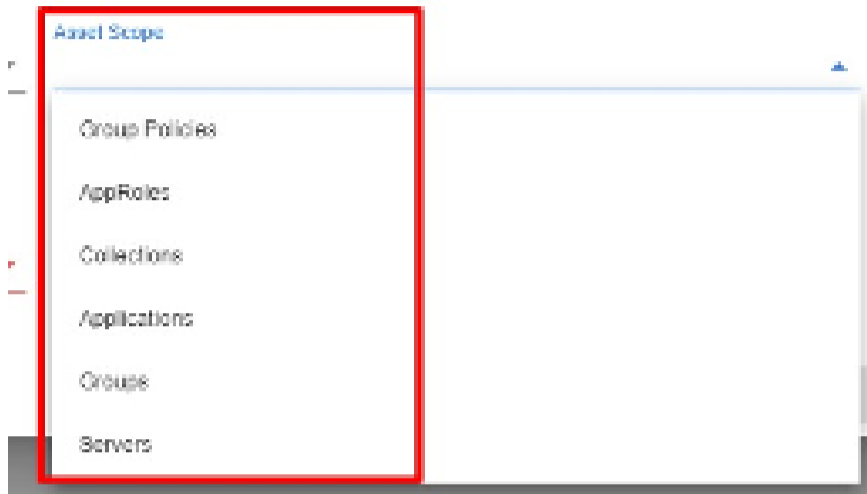 Asset Scope
Group Policies
AppRoles
Collections
Applications
Groups
Servers